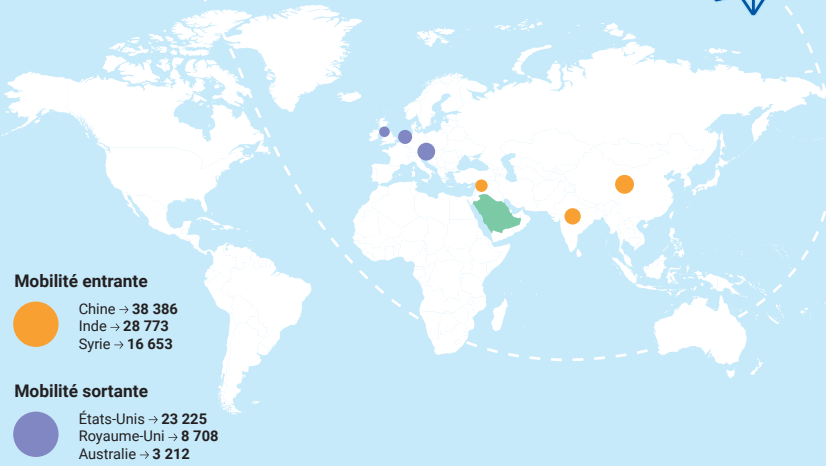 Mobilité entrante
Chine → 38 386
Inde → 28 773
Syrie → 16 653
Mobilité sortante
États-Unis → 23 225
Royaume-Uni → 8 708
Australie → 3 212